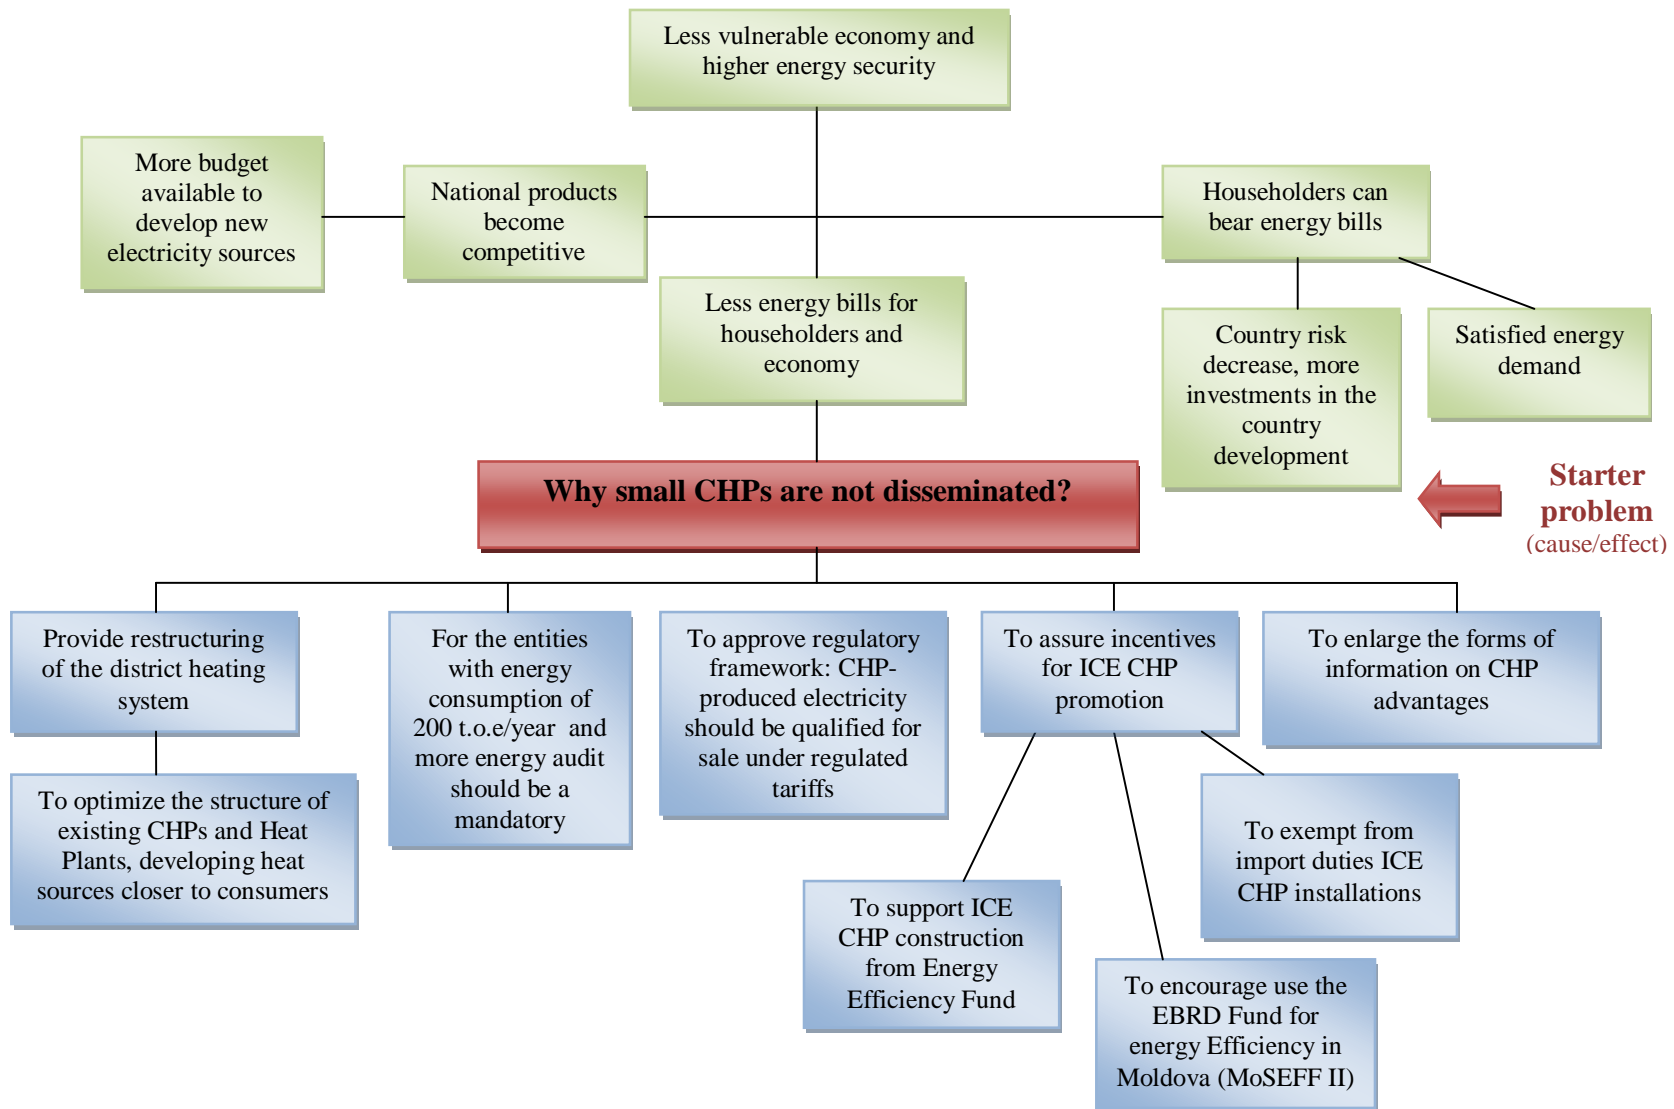 Less vulnerable economy and
higher energy security
More budget
available to
develop new
electricity sources
National products
become
competitive
Householders can
bear energy bills
Less energy bills for
householders and
economy
Country risk
decrease, more
investments in the
country
development
Satisfied energy
demand
Why small CHPs are not disseminated?
Starter
problem
(cause/effect)
Provide restructuring
of the district heating
system
For the entities
with energy
consumption of
200 t.o.e/year and
more energy audit
should be a
mandatory
To approve regulatory
framework: CHP-
produced electricity
should be qualified for
sale under regulated
tariffs
To assure incentives
for ICE CHP
promotion
To enlarge the forms of
information on CHP
advantages
To optimize the structure of
existing CHPs and Heat
Plants, developing heat
sources closer to consumers
To exempt from
import duties ICE
CHP installations
To support ICE
CHP construction
from Energy
Efficiency Fund
To encourage use the
EBRD Fund for
energy Efficiency in
Moldova (MoSEFF II)